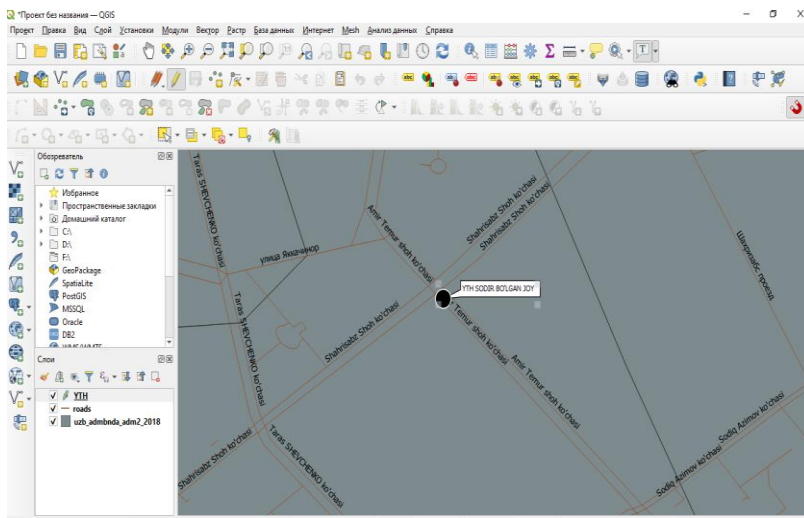 *Проект без названия — QGIS
Проект Правка Вид Слой Установки Модули Вектор Растр База данных Интернет Mesh Анализ данных Справка
Обозреватель
Избранное
Пространственные закладки
Домашний каталог
C:\
D:\
F:\
GeoPackage
SpatiaLite
PostGIS
MSSQL
Oracle
DB2
WMS/WMTS
Слои
YTH
roads
uzb_admbnda_adm2_2018
Taras SHEVCHENKO ko'chasi
улица Яккачинор
Amir Temur shoh ko'chasi
Shahrisabz Shoh ko'chasi
Shahrisabz Shoh ko'chasi
Шахризабс проезд
YTH SODIR BO'LGAN JOY
Taras SHEVCHENKO ko'chasi
Shahrisabz Shoh ko'chasi
Temur shoh ko'chasi
Amir Temur shoh ko'chasi
Taras SHEVCHENKO ko'chasi
Shahrisabz Shoh ko'chasi
Sodiq Azimov ko'chasi
Sodiq Azimov ko'chasi